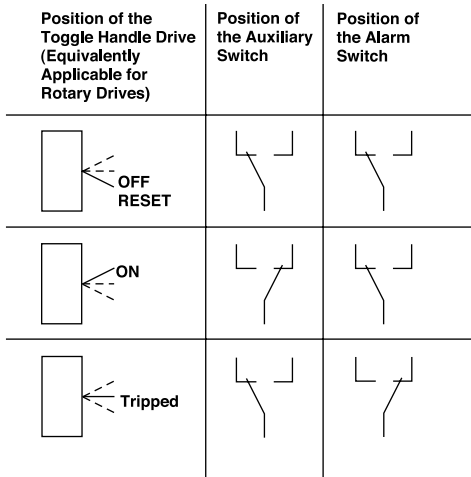 Position of the
Toggle Handle Drive
(Equivalently
Applicable for
Rotary Drives)
Position of
the Auxiliary
Switch
Position of
the Alarm
Switch
OFF
RESET
ON
Tripped